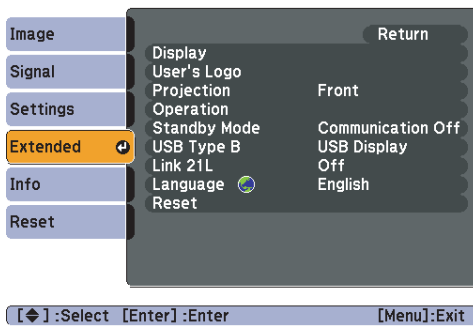 Image
Signal
Settings
Extended
Info
Reset
Return
Display
User's Logo
Projection Front
Operation
Standby Mode Communication Off
USB Type B USB Display
Link 21L Off
Language English
Reset
[◆] :Select [Enter] :Enter [Menu]:Exit